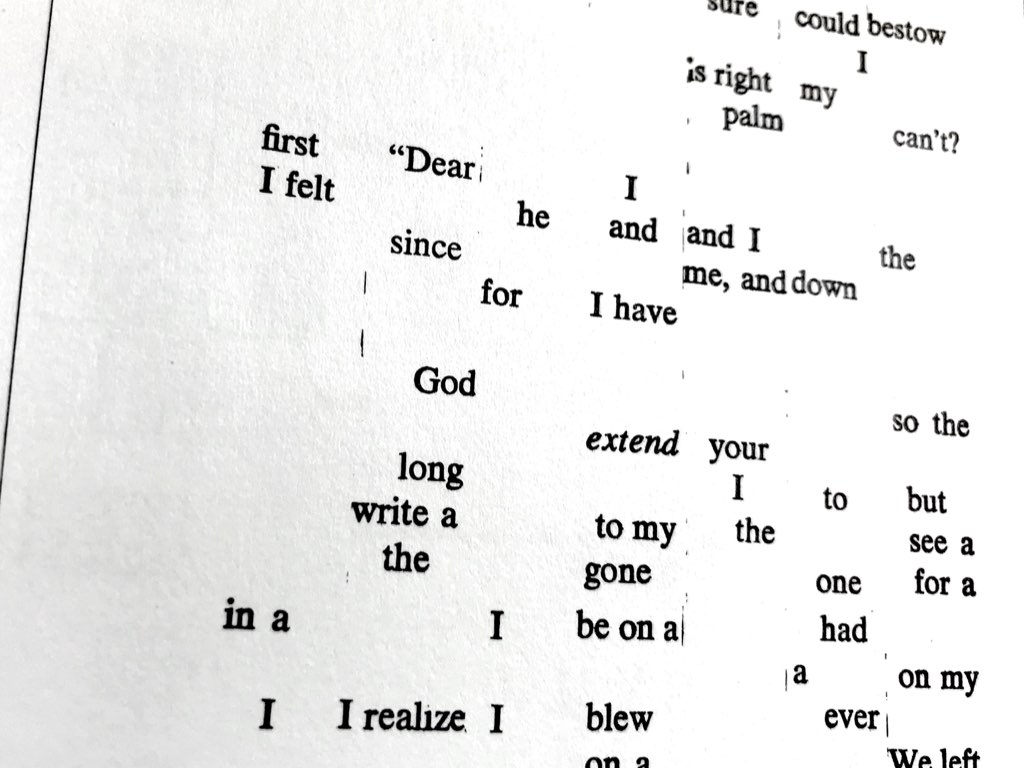 sure could bestow
I
is right my
palm can't?
first “Dear I
I felt he and and I the
since me, and down
for I have
God so the
extend your
long I to but
write a to my the see a
the gone one for a
in a I be on a had
a on my
I I realize I blew ever
on a We left